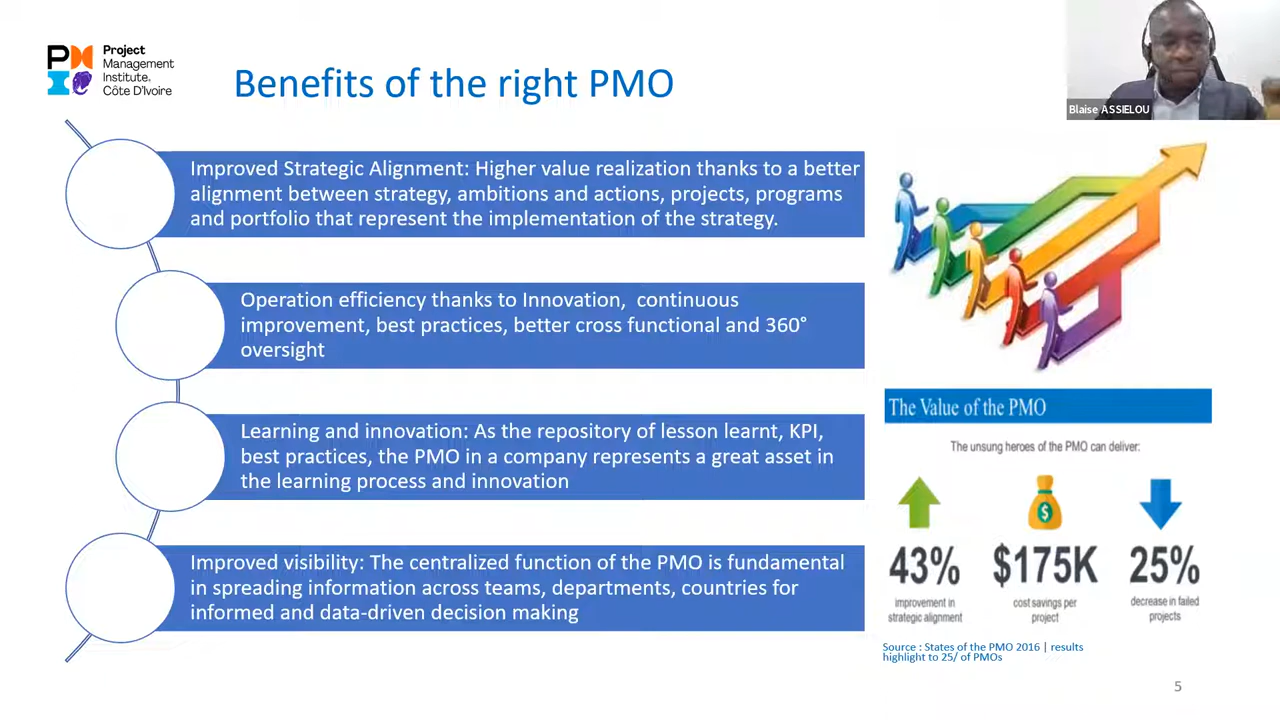 Project
Management
Institute.
Côte D'Ivoire
Benefits of the right PMO
Blaise ASSIELOU
Improved Strategic Alignment: Higher value realization thanks to a better
alignment between strategy, ambitions and actions, projects, programs
and portfolio that represent the implementation of the strategy.
Operation efficiency thanks to Innovation, continuous
improvement, best practices, better cross functional and 360°
oversight
Learning and innovation: As the repository of lesson learnt, KPI,
best practices, the PMO in a company represents a great asset in
the learning process and innovation
Improved visibility: The centralized function of the PMO is fundamental
in spreading information across teams, departments, countries for
informed and data-driven decision making
The Value of the PMO
The unsung heroes of the PMO can deliver:
43%
improvement in
strategic alignment
$175K
cost savings per
project
25%
decrease in failed
projects
Source : States of the PMO 2016 | results
highlight to 25/ of PMOs
5